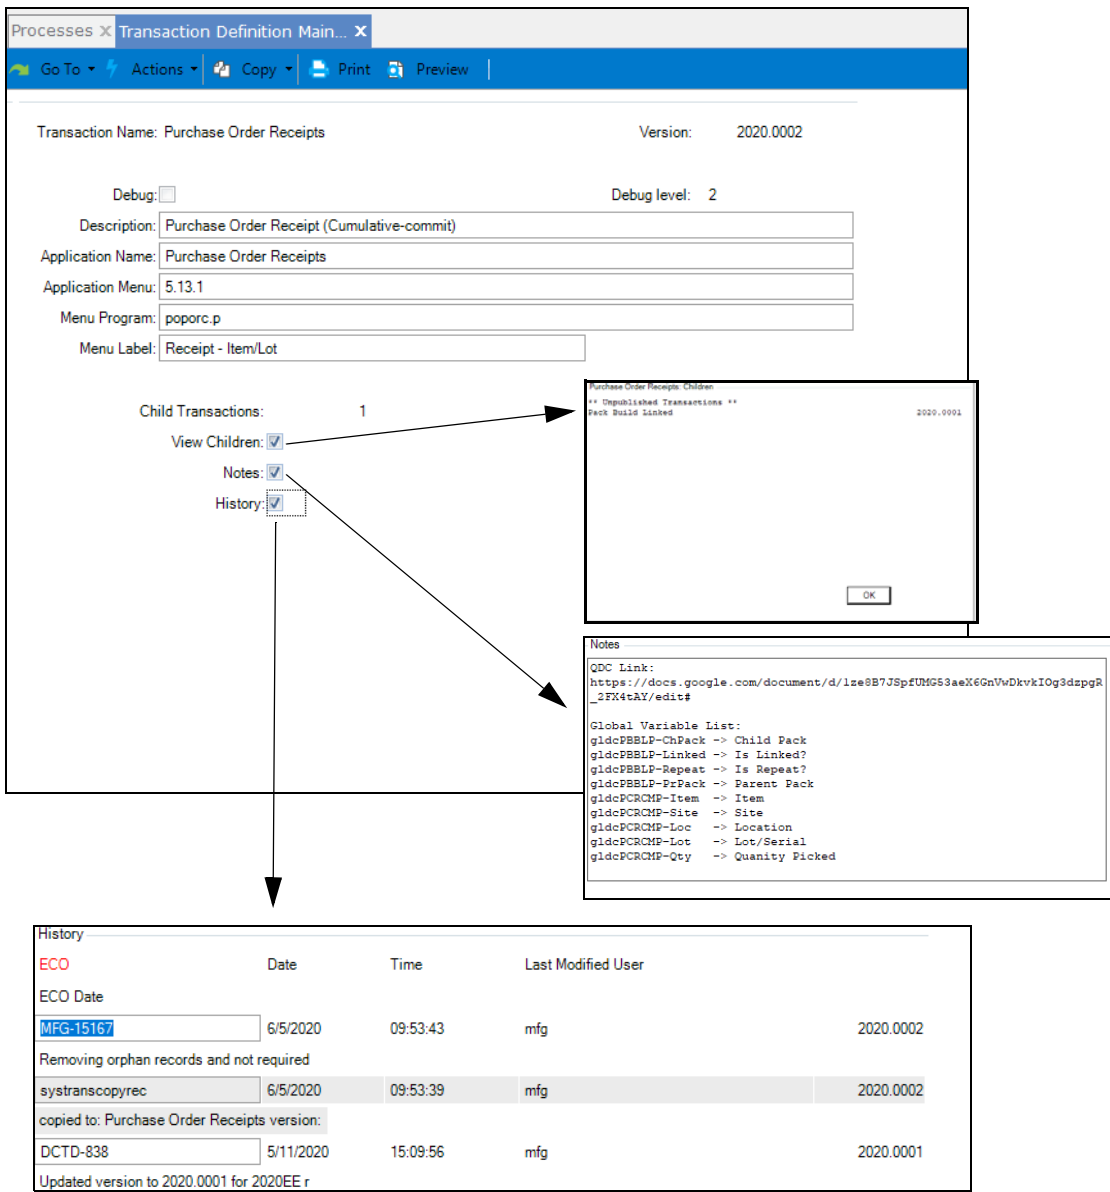 Processes X Transaction Definition Main... X
Go To Actions Copy Print Preview
Transaction Name: Purchase Order Receipts Version: 2020.0002
Debug: Debug level: 2
Description: Purchase Order Receipt (Cumulative-commit)
Application Name: Purchase Order Receipts
Application Menu: 5.13.1
Menu Program: poporc.p
Menu Label: Receipt - Item/Lot
Child Transactions: 1
View Children:
Notes:
History:
Purchase Order Receipts: Children
** Unpublished Transactions **
Pack Build Linked 2020.0001
OK
Notes
QDC Link:
https://docs.google.com/document/d/1ze8B7JSpfUMG53aeX6GnVwDkvkIOg3dzpgR
_2FX4tAY/edit#
Global Variable List:
gldcPBBLP-ChPack -> Child Pack
gldcPBBLP-Linked -> Is Linked?
gldcPBBLP-Repeat -> Is Repeat?
gldcPBBLP-PrPack -> Parent Pack
gldcPCRCMP-Item -> Item
gldcPCRCMP-Site -> Site
gldcPCRCMP-Loc -> Location
gldcPCRCMP-Lot -> Lot/Serial
gldcPCRCMP-Qty -> Quanity Picked
History
ECO Date Time Last Modified User
ECO Date
MFG-15167 6/5/2020 09:53:43 mfg 2020.0002
Removing orphan records and not required
systranscopyrec 6/5/2020 09:53:39 mfg 2020.0002
copied to: Purchase Order Receipts version:
DCTD-838 5/11/2020 15:09:56 mfg 2020.0001
Updated version to 2020.0001 for 2020EE r